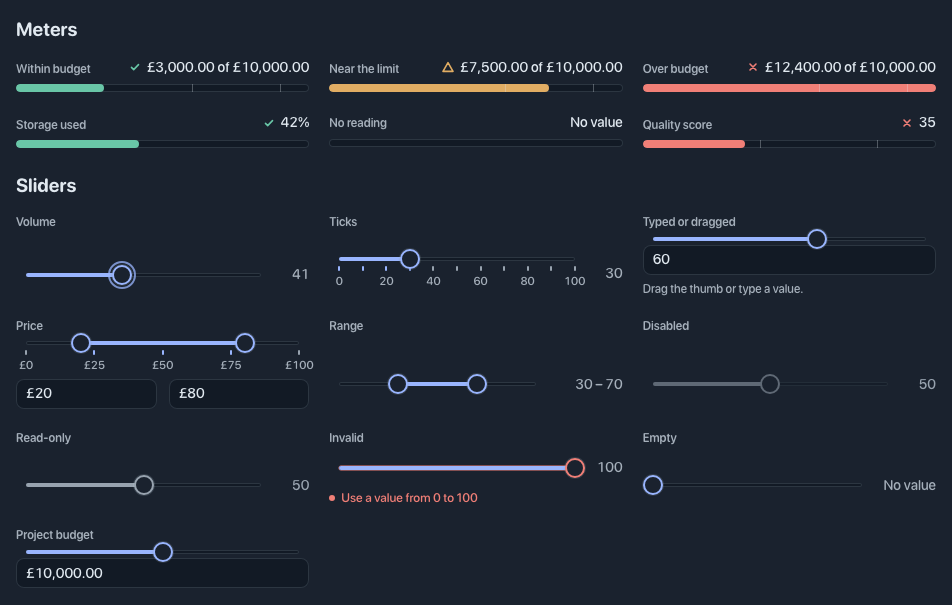 Meters
Within budget £3,000.00 of £10,000.00
Near the limit £7,500.00 of £10,000.00
Over budget £12,400.00 of £10,000.00
Storage used 42%
No reading No value
Quality score 35
Sliders
Volume
41
Ticks
0 20 40 60 80 100
30
Typed or dragged
60
Drag the thumb or type a value.
Price
£0 £25 £50 £75 £100
£20 £80
Range
30 – 70
Disabled
50
Read-only
50
Invalid
100
Use a value from 0 to 100
Empty
No value
Project budget
£10,000.00